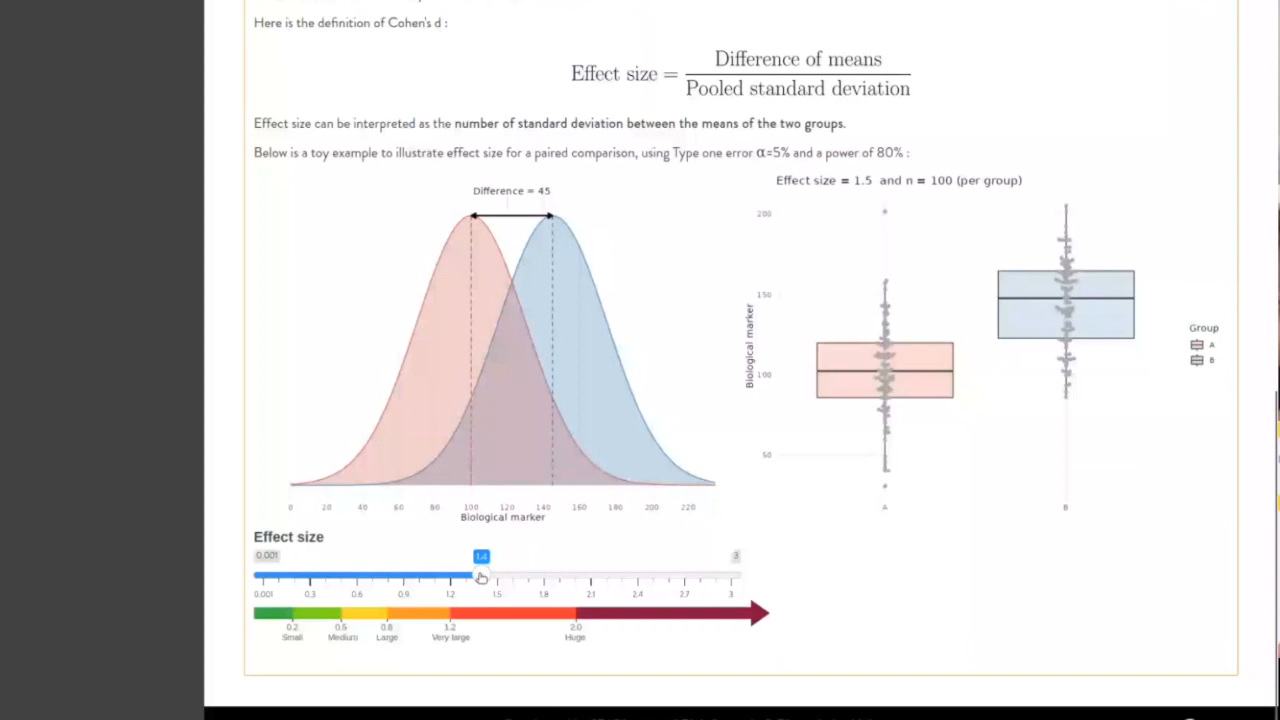 Here is the definition of Cohen's d :
Effect size = Difference of means
Pooled standard deviation
Effect size can be interpreted as the number of standard deviation between the means of the two groups.
Below is a toy example to illustrate effect size for a paired comparison, using Type one error α=5% and a power of 80% :
Difference = 45
0 20 40 60 80 100 120 140 160 180 200 220
Biological marker
Effect size = 1.5 and n = 100 (per group)
200
150
100
50
Biological marker
A B
Group
A
B
Effect size
0.001 1.4 3
0.001 0.3 0.6 0.9 1.2 1.5 1.8 2.1 2.4 2.7 3
0.2 0.5 0.8 1.2 2.0
Small Medium Large Very large Huge